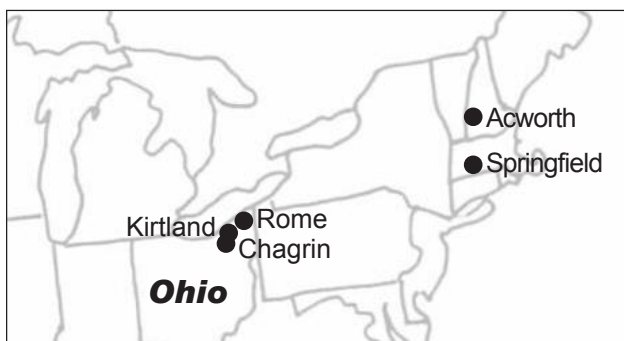 Acworth
Springfield
Rome
Kirtland
Chagrin
Ohio